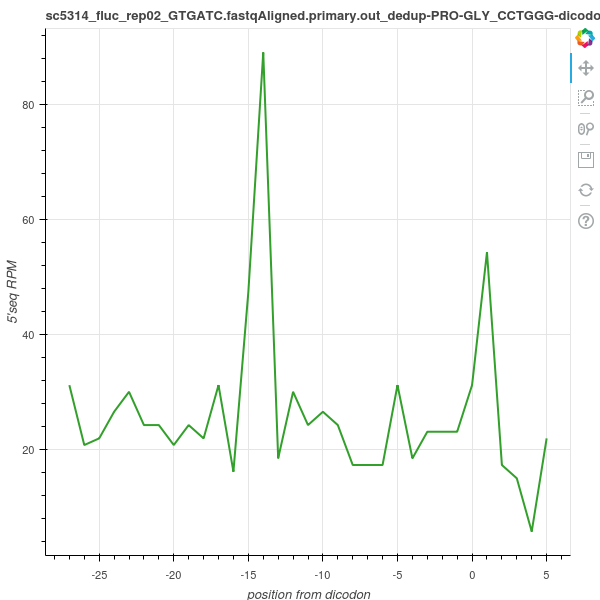 sc5314_fluc_rep02_GTGATC.fastqAligned.primary.out_dedup-PRO-GLY_CCTGGG-dicodo
80
60
40
20
5'seq RPM
-25 -20 -15 -10 -5 0 5
position from dicodon